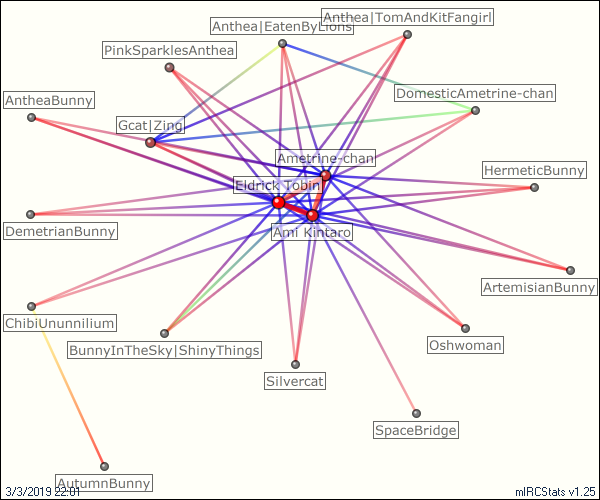 Anthea|EatenByLions
Anthea|TomAndKitFangirl
PinkSparklesAnthea
AntheaBunny
DomesticAmetrine-chan
Gcat|Zing
Ametrine-chan
HermeticBunny
Eldrick Tobin
DemetrianBunny
Ami Kintaro
ArtemisianBunny
ChibiUnunnilium
BunnyInTheSky|ShinyThings
Oshwoman
Silvercat
SpaceBridge
AutumnBunny
3/3/2019 22:01
mIRCStats v1.25